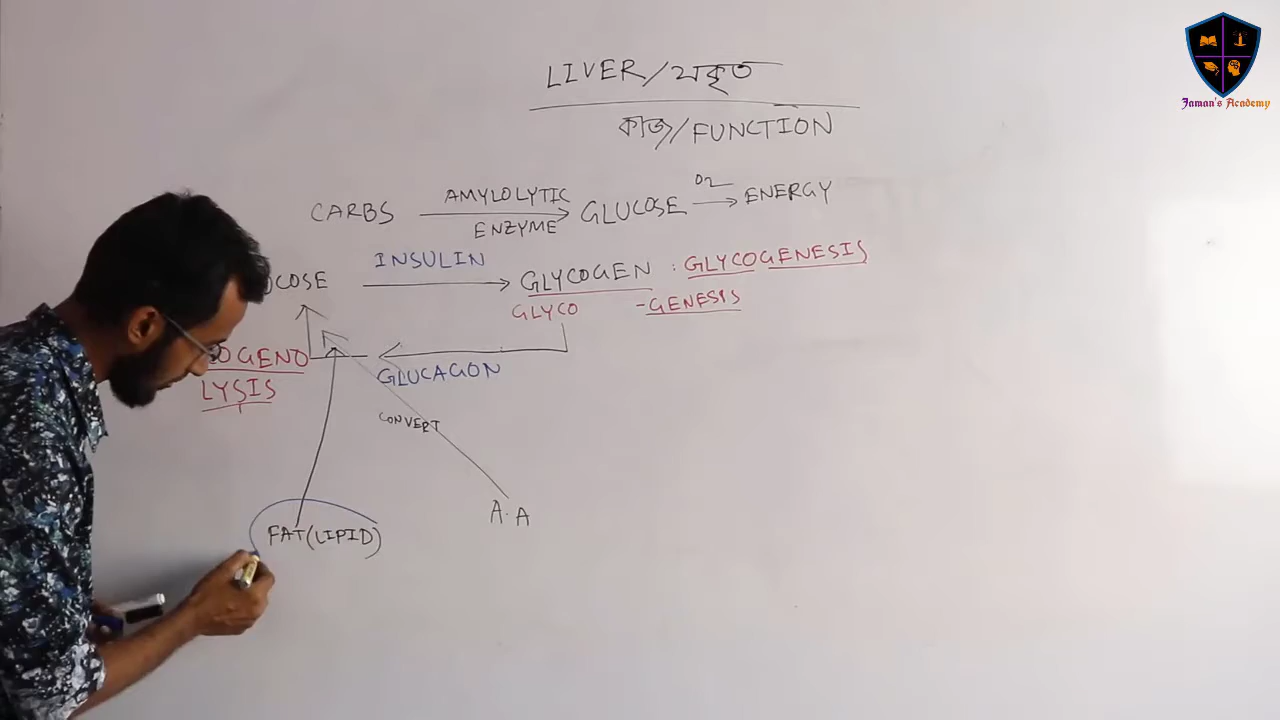 LIVER/যকৃত
কাজ/FUNCTION
Jaman's Academy
CARBS AMYLOLYTIC ENZYME GLUCOSE O2 ENERGY
INSULIN
OCOSE GLYCOGEN : GLYCOGENESIS
GLYCO -GENESIS
OGENO
LYSIS
GLUCAGON
CONVERT
FAT(LIPID) A.A